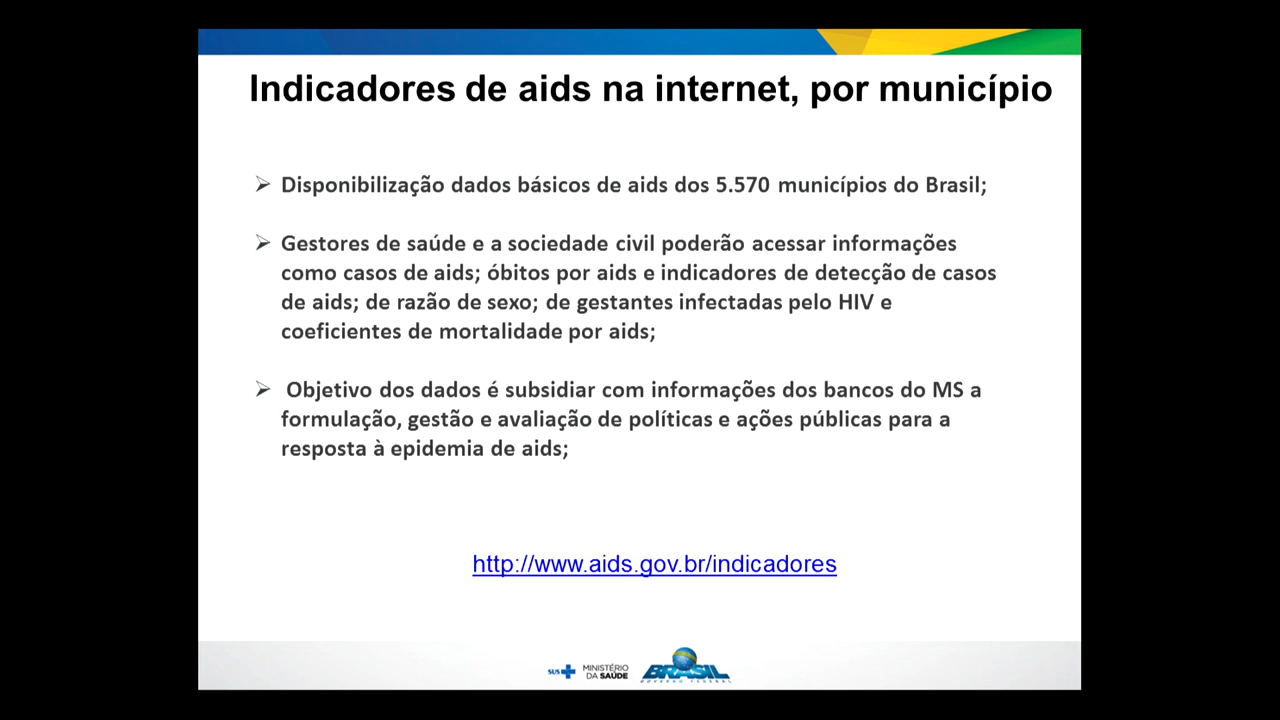 Indicadores de aids na internet, por município
Disponibilização dados básicos de aids dos 5.570 municípios do Brasil;
Gestores de saúde e a sociedade civil poderão acessar informações
como casos de aids; óbitos por aids e indicadores de detecção de casos
de aids; de razão de sexo; de gestantes infectadas pelo HIV e
coeficientes de mortalidade por aids;
Objetivo dos dados é subsidiar com informações dos bancos do MS a
formulação, gestão e avaliação de políticas e ações públicas para a
resposta à epidemia de aids;
http://www.aids.gov.br/indicadores
SUS MINISTÉRIO
DA SAÚDE
BRASIL
GOVERNO FEDERAL